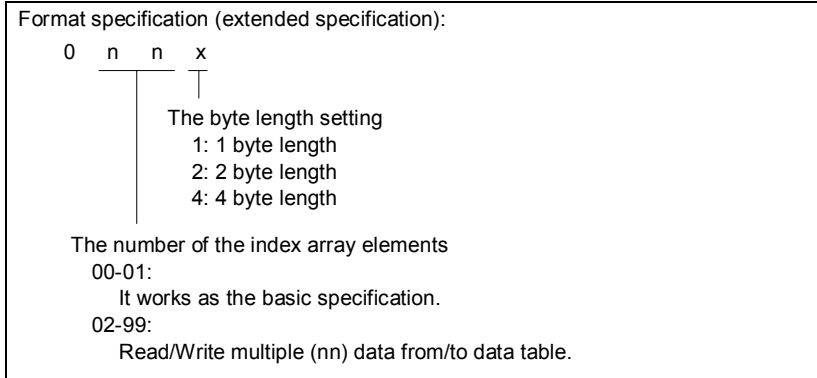 Format specification (extended specification):
0 n n x
The byte length setting
1: 1 byte length
2: 2 byte length
4: 4 byte length
The number of the index array elements
00-01:
It works as the basic specification.
02-99:
Read/Write multiple (nn) data from/to data table.